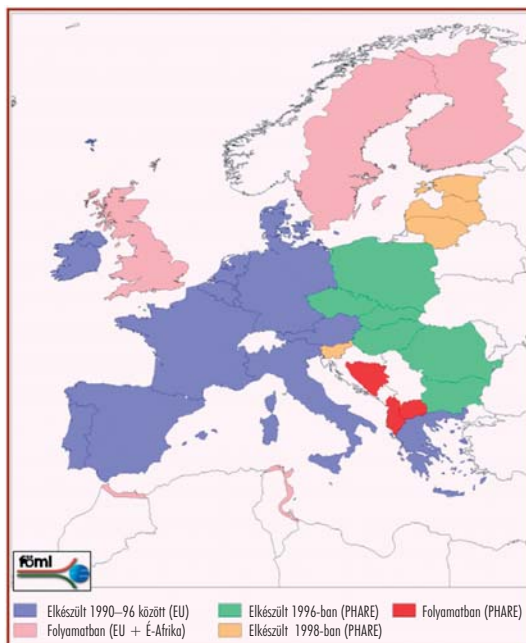 föml
Elkészült 1990–96 között (EU)
Folyamatban (EU + É-Afrika)
Elkészült 1996-ban (PHARE)
Elkészült 1998-ban (PHARE)
Folyamatban (PHARE)